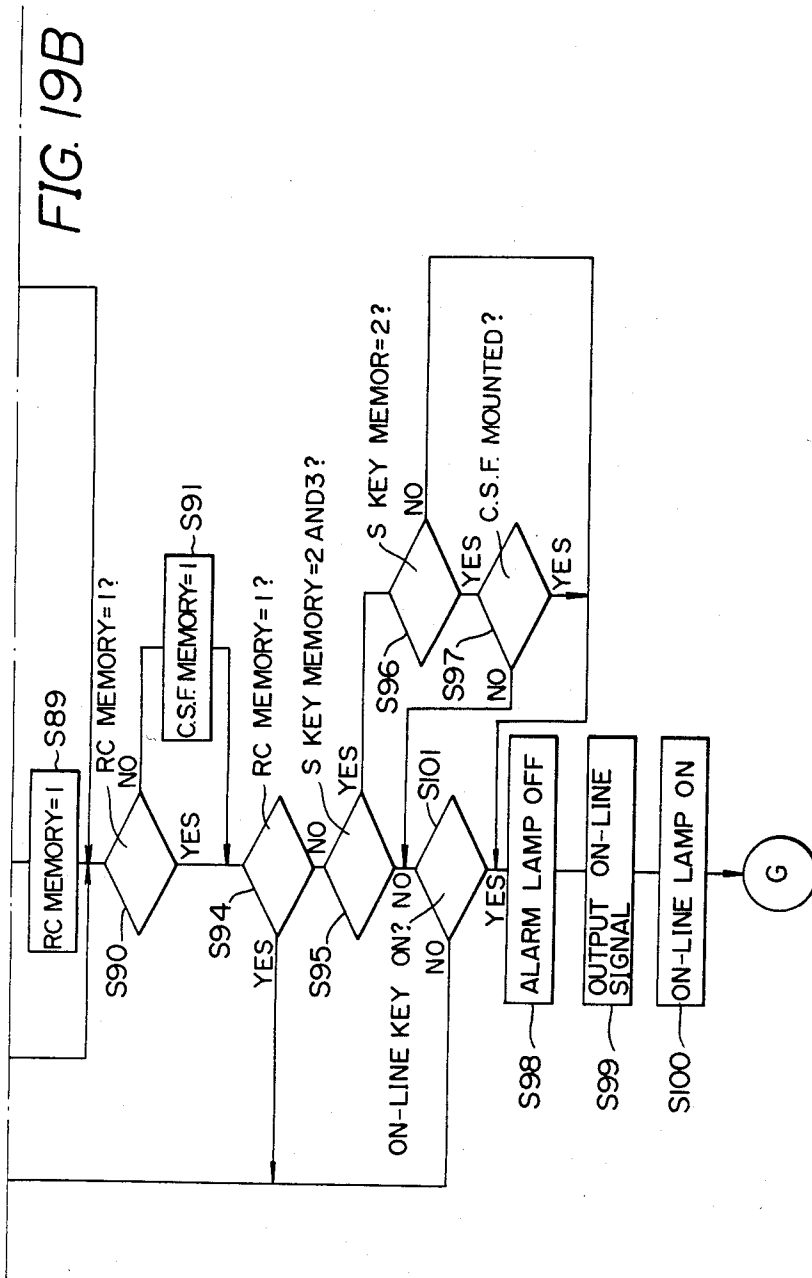 FIG. 19B
RC MEMORY=1
S89
RC MEMORY=1?
S90
NO
YES
C.S.F. MEMORY=1
S91
RC MEMORY=1?
S94
YES
NO
S KEY MEMORY=2 AND3?
S95
YES
NO
S KEY MEMOR=2?
S96
NO
YES
C.S.F. MOUNTED?
S97
NO
YES
ON-LINE KEY ON?
S101
NO
YES
ALARM LAMP OFF
S98
OUTPUT ON-LINE
SIGNAL
S99
ON-LINE LAMP ON
S100
G